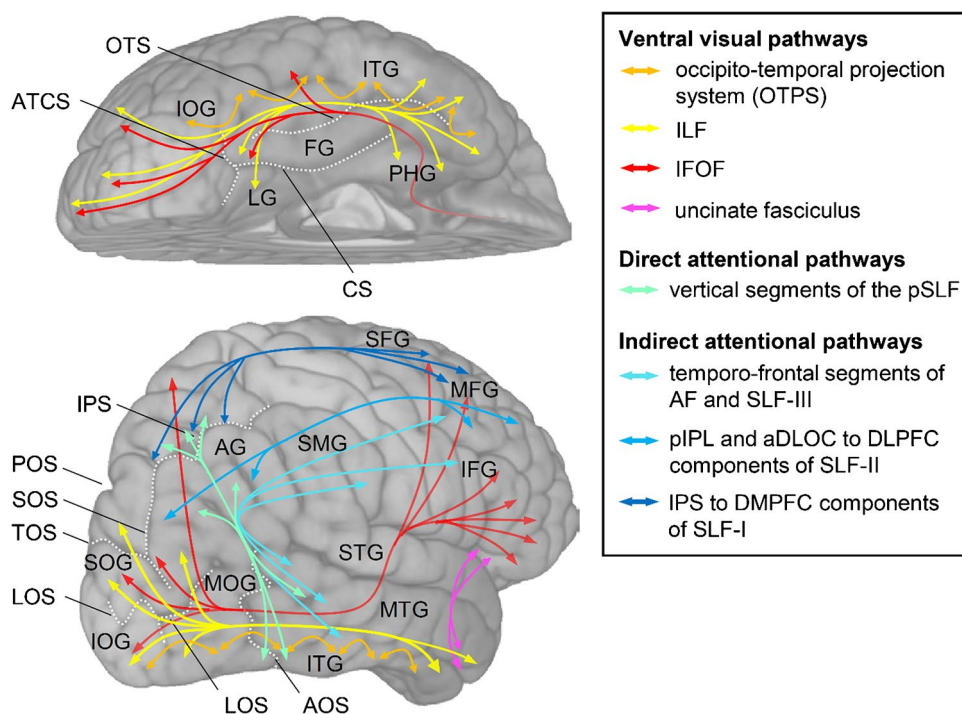 OTS
ITG
ATCS
IOG
FG
PHG
LG
CS
SFG
MFG
IPS
AG
SMG
IFG
POS
SOS
TOS
STG
SOG
MOG
LOS
MTG
IOG
ITG
LOS
AOS
Ventral visual pathways
occipito-temporal projection
system (OTPS)
ILF
IFOF
uncinate fasciculus
Direct attentional pathways
vertical segments of the pSLF
Indirect attentional pathways
temporo-frontal segments of
AF and SLF-III
pIPL and aDLOC to DLPFC
components of SLF-II
IPS to DMPFC components
of SLF-I